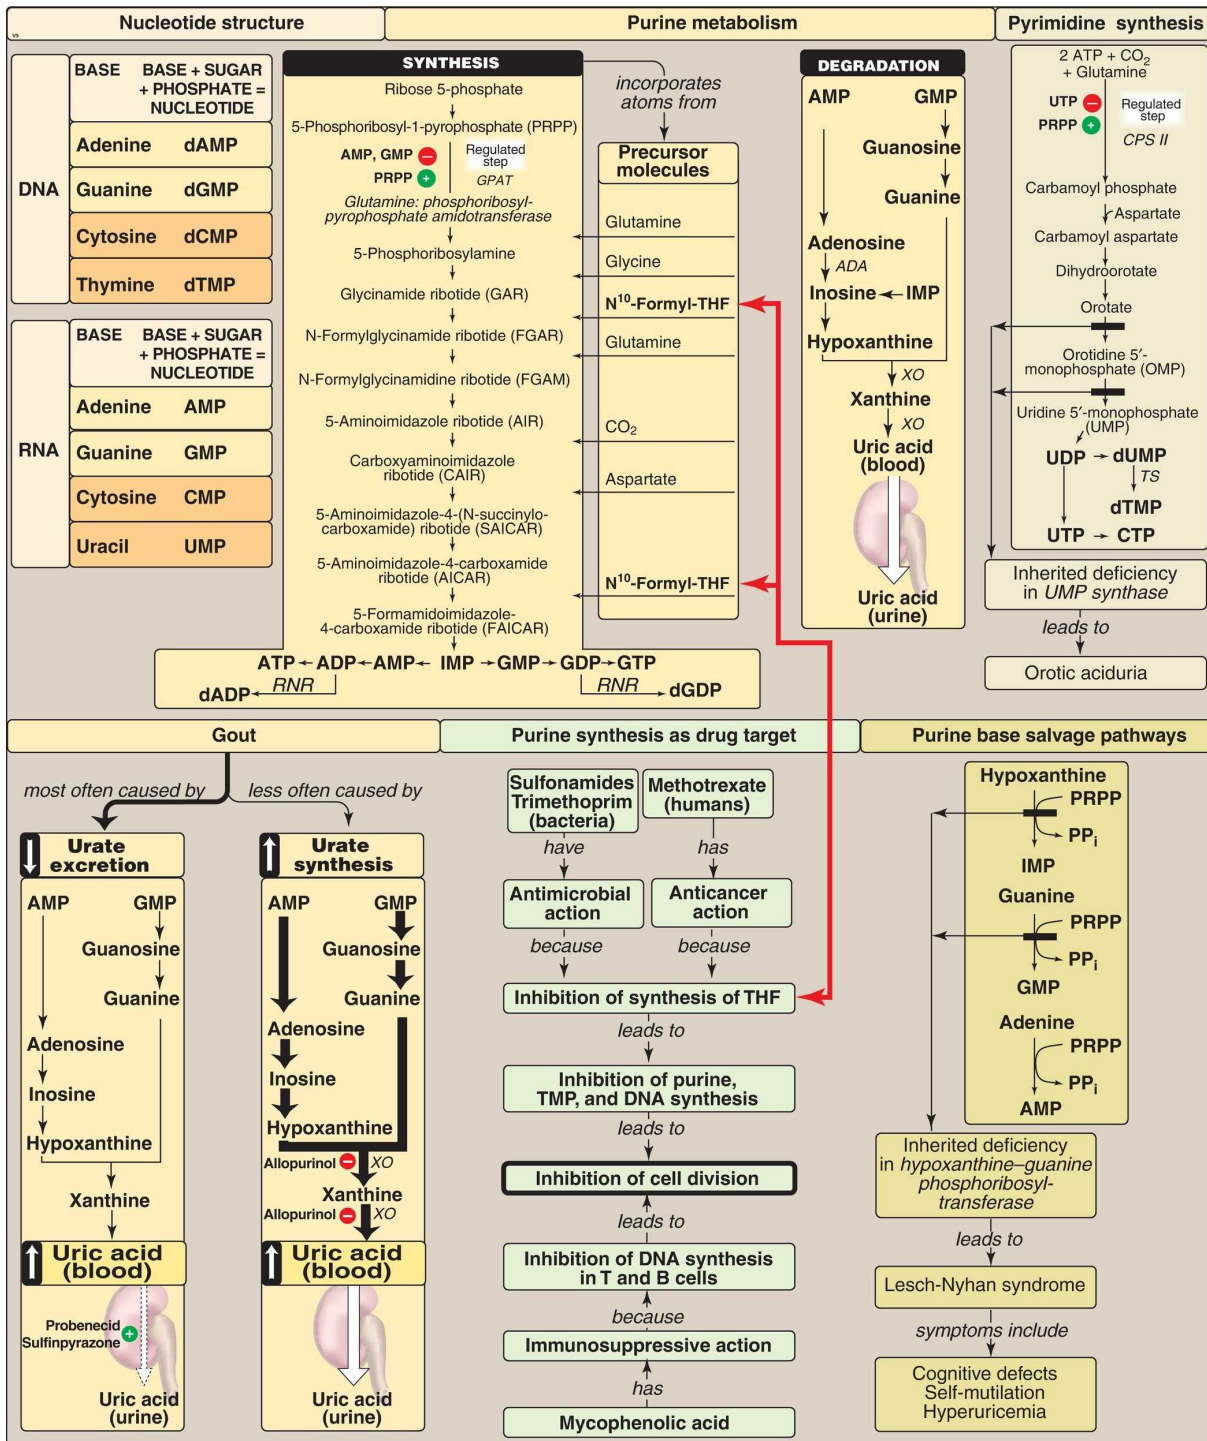 Nucleotide structure
Purine metabolism
Pyrimidine synthesis
vs
BASE
BASE + SUGAR
+ PHOSPHATE =
NUCLEOTIDE
DNA
Adenine dAMP
Guanine dGMP
Cytosine dCMP
Thymine dTMP
BASE
BASE + SUGAR
+ PHOSPHATE =
NUCLEOTIDE
RNA
Adenine AMP
Guanine GMP
Cytosine CMP
Uracil UMP
SYNTHESIS
Ribose 5-phosphate
5-Phosphoribosyl-1-pyrophosphate (PRPP)
AMP, GMP −
PRPP +
Regulated
step
GPAT
Glutamine: phosphoribosyl-
pyrophosphate amidotransferase
5-Phosphoribosylamine
Glycinamide ribotide (GAR)
N-Formylglycinamide ribotide (FGAR)
N-Formylglycinamidine ribotide (FGAM)
5-Aminoimidazole ribotide (AIR)
Carboxyaminoimidazole
ribotide (CAIR)
5-Aminoimidazole-4-(N-succinylo-
carboxamide) ribotide (SAICAR)
5-Aminoimidazole-4-carboxamide
ribotide (AICAR)
5-Formamidoimidazole-
4-carboxamide ribotide (FAICAR)
ATP ← ADP ← AMP ← IMP → GMP → GDP → GTP
RNR
RNR
dADP
dGDP
incorporates
atoms from
Precursor
molecules
Glutamine
Glycine
N¹⁰-Formyl-THF
Glutamine
CO₂
Aspartate
N¹⁰-Formyl-THF
DEGRADATION
AMP GMP
Guanosine
Guanine
Adenosine
ADA
Inosine ← IMP
Hypoxanthine
XO
Xanthine
XO
Uric acid
(blood)
Uric acid
(urine)
2 ATP + CO₂
+ Glutamine
UTP −
PRPP +
Regulated
step
CPS II
Carbamoyl phosphate
Aspartate
Carbamoyl aspartate
Dihydroorotate
Orotate
Orotidine 5′-
monophosphate (OMP)
Uridine 5′-monophosphate
(UMP)
UDP → dUMP
TS
dTMP
UTP → CTP
Inherited deficiency
in UMP synthase
leads to
Orotic aciduria
Gout
most often caused by
less often caused by
Urate
excretion
AMP GMP
Guanosine
Guanine
Adenosine
Inosine
Hypoxanthine
Xanthine
Uric acid
(blood)
Probenecid
Sulfinpyrazone +
Uric acid
(urine)
Urate
synthesis
AMP GMP
Guanosine
Guanine
Adenosine
Inosine
Hypoxanthine
Allopurinol − XO
Xanthine
Allopurinol − XO
Uric acid
(blood)
Uric acid
(urine)
Purine synthesis as drug target
Sulfonamides
Trimethoprim
(bacteria)
have
Antimicrobial
action
because
Methotrexate
(humans)
has
Anticancer
action
because
Inhibition of synthesis of THF
leads to
Inhibition of purine,
TMP, and DNA synthesis
leads to
Inhibition of cell division
leads to
Inhibition of DNA synthesis
in T and B cells
because
Immunosuppressive action
has
Mycophenolic acid
Purine base salvage pathways
Hypoxanthine
PRPP
PPᵢ
IMP
Guanine
PRPP
PPᵢ
GMP
Adenine
PRPP
PPᵢ
AMP
Inherited deficiency
in hypoxanthine–guanine
phosphoribosyl-
transferase
leads to
Lesch-Nyhan syndrome
symptoms include
Cognitive defects
Self-mutilation
Hyperuricemia